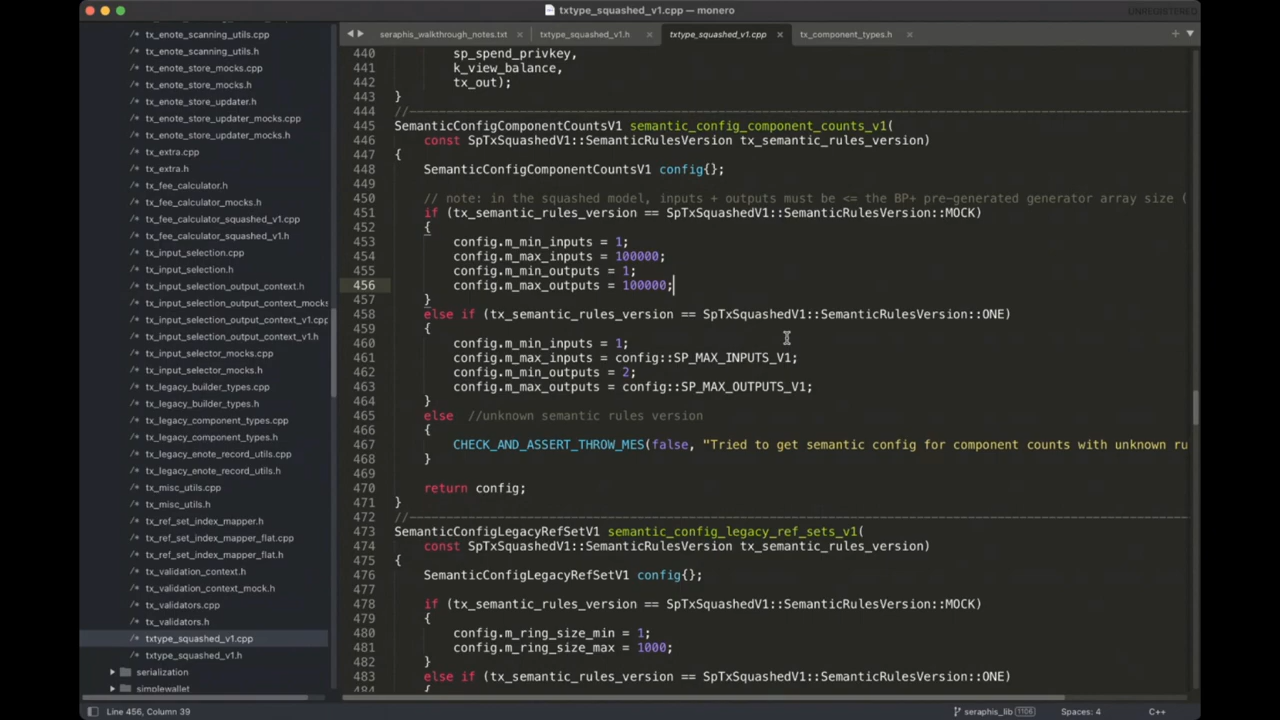 txtype_squashed_v1.cpp — monero
UNREGISTERED
tx_enote_scanning_utils.cpp
tx_enote_scanning_utils.h
tx_enote_store_mocks.cpp
tx_enote_store_mocks.h
tx_enote_store_updater.h
tx_enote_store_updater_mocks.cpp
tx_enote_store_updater_mocks.h
tx_extra.cpp
tx_extra.h
tx_fee_calculator.h
tx_fee_calculator_mocks.h
tx_fee_calculator_squashed_v1.cpp
tx_fee_calculator_squashed_v1.h
tx_input_selection.cpp
tx_input_selection.h
tx_input_selection_output_context.h
tx_input_selection_output_context_mocks
tx_input_selection_output_context_v1.cpp
tx_input_selection_output_context_v1.h
tx_input_selector_mocks.cpp
tx_input_selector_mocks.h
tx_legacy_builder_types.cpp
tx_legacy_builder_types.h
tx_legacy_component_types.cpp
tx_legacy_component_types.h
tx_legacy_enote_record_utils.cpp
tx_legacy_enote_record_utils.h
tx_misc_utils.cpp
tx_misc_utils.h
tx_ref_set_index_mapper.h
tx_ref_set_index_mapper_flat.cpp
tx_ref_set_index_mapper_flat.h
tx_validation_context.h
tx_validation_context_mock.h
tx_validators.cpp
tx_validators.h
txtype_squashed_v1.cpp
txtype_squashed_v1.h
serialization
simplewallet
seraphis_walkthrough_notes.txt × txtype_squashed_v1.h × txtype_squashed_v1.cpp × tx_component_types.h ×
440 sp_spend_privkey,
441 k_view_balance,
442 tx_out);
443 }
444 //-------------------------------------------------------------------------------------------------------------------
445 SemanticConfigComponentCountsV1 semantic_config_component_counts_v1(
446 const SpTxSquashedV1::SemanticRulesVersion tx_semantic_rules_version)
447 {
448 SemanticConfigComponentCountsV1 config{};
449
450 // note: in the squashed model, inputs + outputs must be <= the BP+ pre-generated generator array size (
451 if (tx_semantic_rules_version == SpTxSquashedV1::SemanticRulesVersion::MOCK)
452 {
453 config.m_min_inputs = 1;
454 config.m_max_inputs = 100000;
455 config.m_min_outputs = 1;
456 config.m_max_outputs = 100000;
457 }
458 else if (tx_semantic_rules_version == SpTxSquashedV1::SemanticRulesVersion::ONE)
459 {
460 config.m_min_inputs = 1;
461 config.m_max_inputs = config::SP_MAX_INPUTS_V1;
462 config.m_min_outputs = 2;
463 config.m_max_outputs = config::SP_MAX_OUTPUTS_V1;
464 }
465 else //unknown semantic rules version
466 {
467 CHECK_AND_ASSERT_THROW_MES(false, "Tried to get semantic config for component counts with unknown ru
468 }
469
470 return config;
471 }
472 //-------------------------------------------------------------------------------------------------------------------
473 SemanticConfigLegacyRefSetV1 semantic_config_legacy_ref_sets_v1(
474 const SpTxSquashedV1::SemanticRulesVersion tx_semantic_rules_version)
475 {
476 SemanticConfigLegacyRefSetV1 config{};
477
478 if (tx_semantic_rules_version == SpTxSquashedV1::SemanticRulesVersion::MOCK)
479 {
480 config.m_ring_size_min = 1;
481 config.m_ring_size_max = 1000;
482 }
483 else if (tx_semantic_rules_version == SpTxSquashedV1::SemanticRulesVersion::ONE)
484 {
Line 456, Column 39
seraphis_lib 1106 Spaces: 4 C++